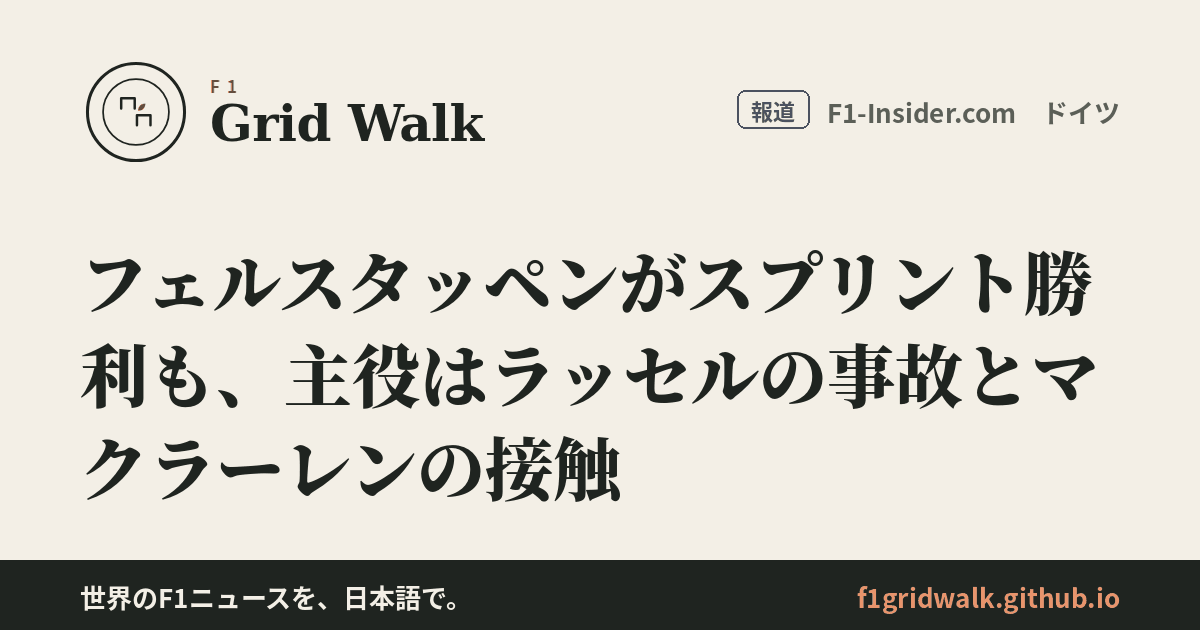 F1
Grid Walk
報道 F1-Insider.com ドイツ
フェルスタッペンがスプリント勝
利も、主役はラッセルの事故とマ
クラーレンの接触
世界のF1ニュースを、日本語で。
f1gridwalk.github.io